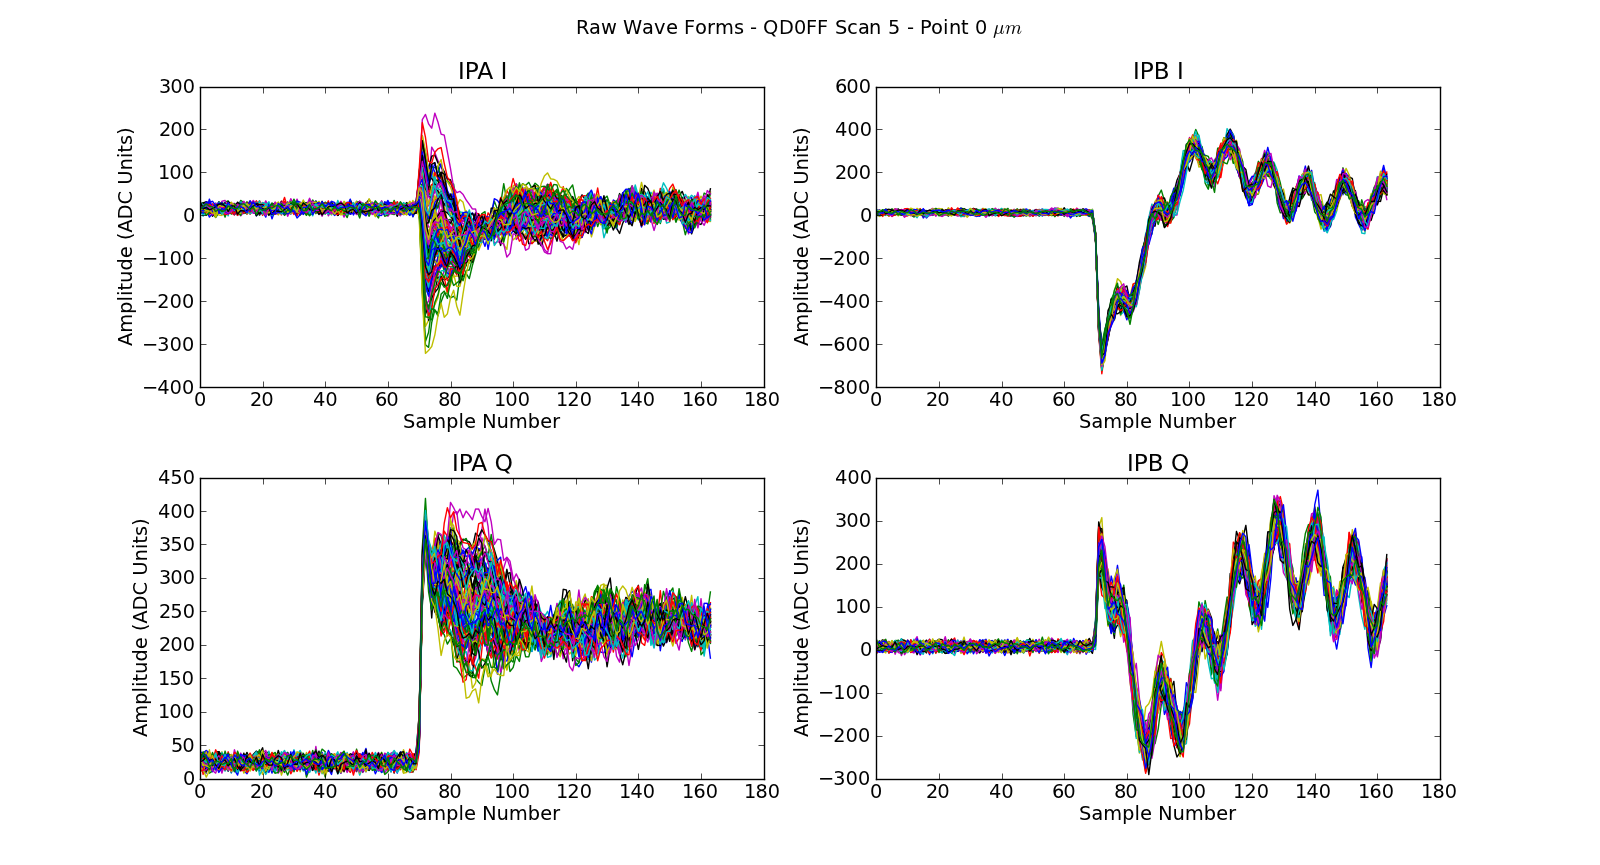 Raw Wave Forms - QD0FF Scan 5 - Point 0 μm
IPA I
300
200
100
0
−100
−200
−300
−400
Amplitude (ADC Units)
0 20 40 60 80 100 120 140 160 180
Sample Number
IPB I
600
400
200
0
−200
−400
−600
−800
Amplitude (ADC Units)
0 20 40 60 80 100 120 140 160 180
Sample Number
IPA Q
450
400
350
300
250
200
150
100
50
0
Amplitude (ADC Units)
0 20 40 60 80 100 120 140 160 180
Sample Number
IPB Q
400
300
200
100
0
−100
−200
−300
Amplitude (ADC Units)
0 20 40 60 80 100 120 140 160 180
Sample Number